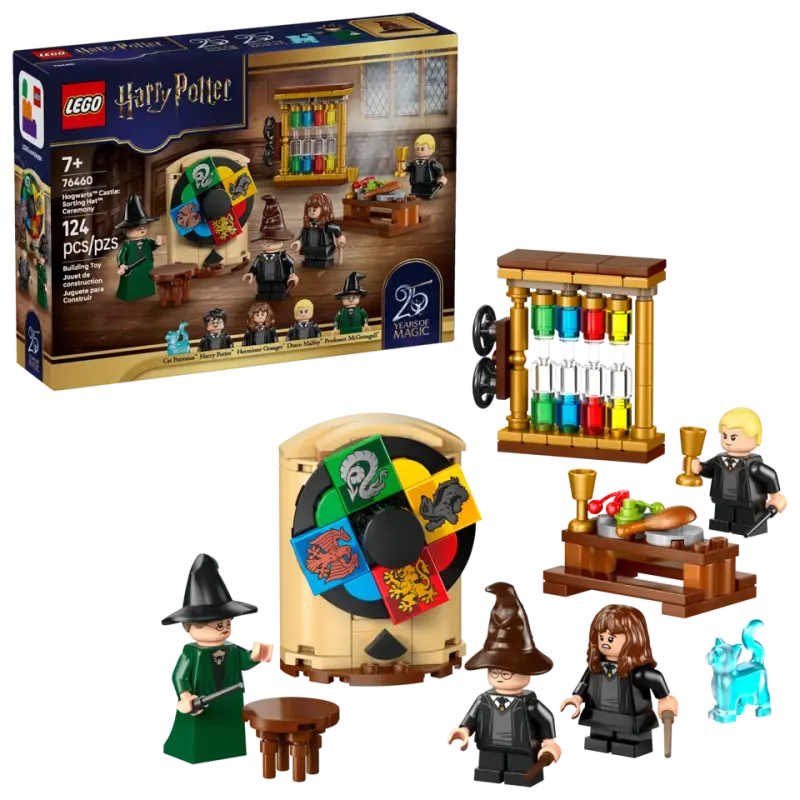 LEGO
Harry Potter
7+
76460
Hogwarts™ Castle:
Sorting Hat™
Ceremony
124
pcs/pzs
Building Toy
Jouet de
construction
Juguete para
Construir
25
YEARS OF
MAGIC
Cat Patronus Harry Potter™ Hermione Granger™ Draco Malfoy™ Professor McGonagall™